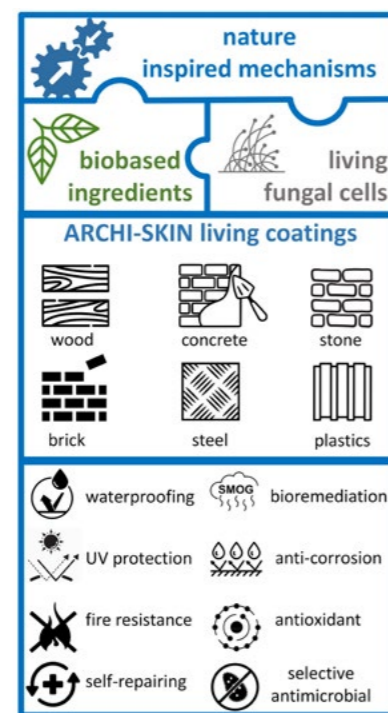 nature
inspired mechanisms
biobased
ingredients
living
fungal cells
ARCHI-SKIN living coatings
wood
concrete
stone
brick
steel
plastics
waterproofing
SMOG
bioremediation
UV protection
anti-corrosion
fire resistance
antioxidant
self-repairing
selective
antimicrobial